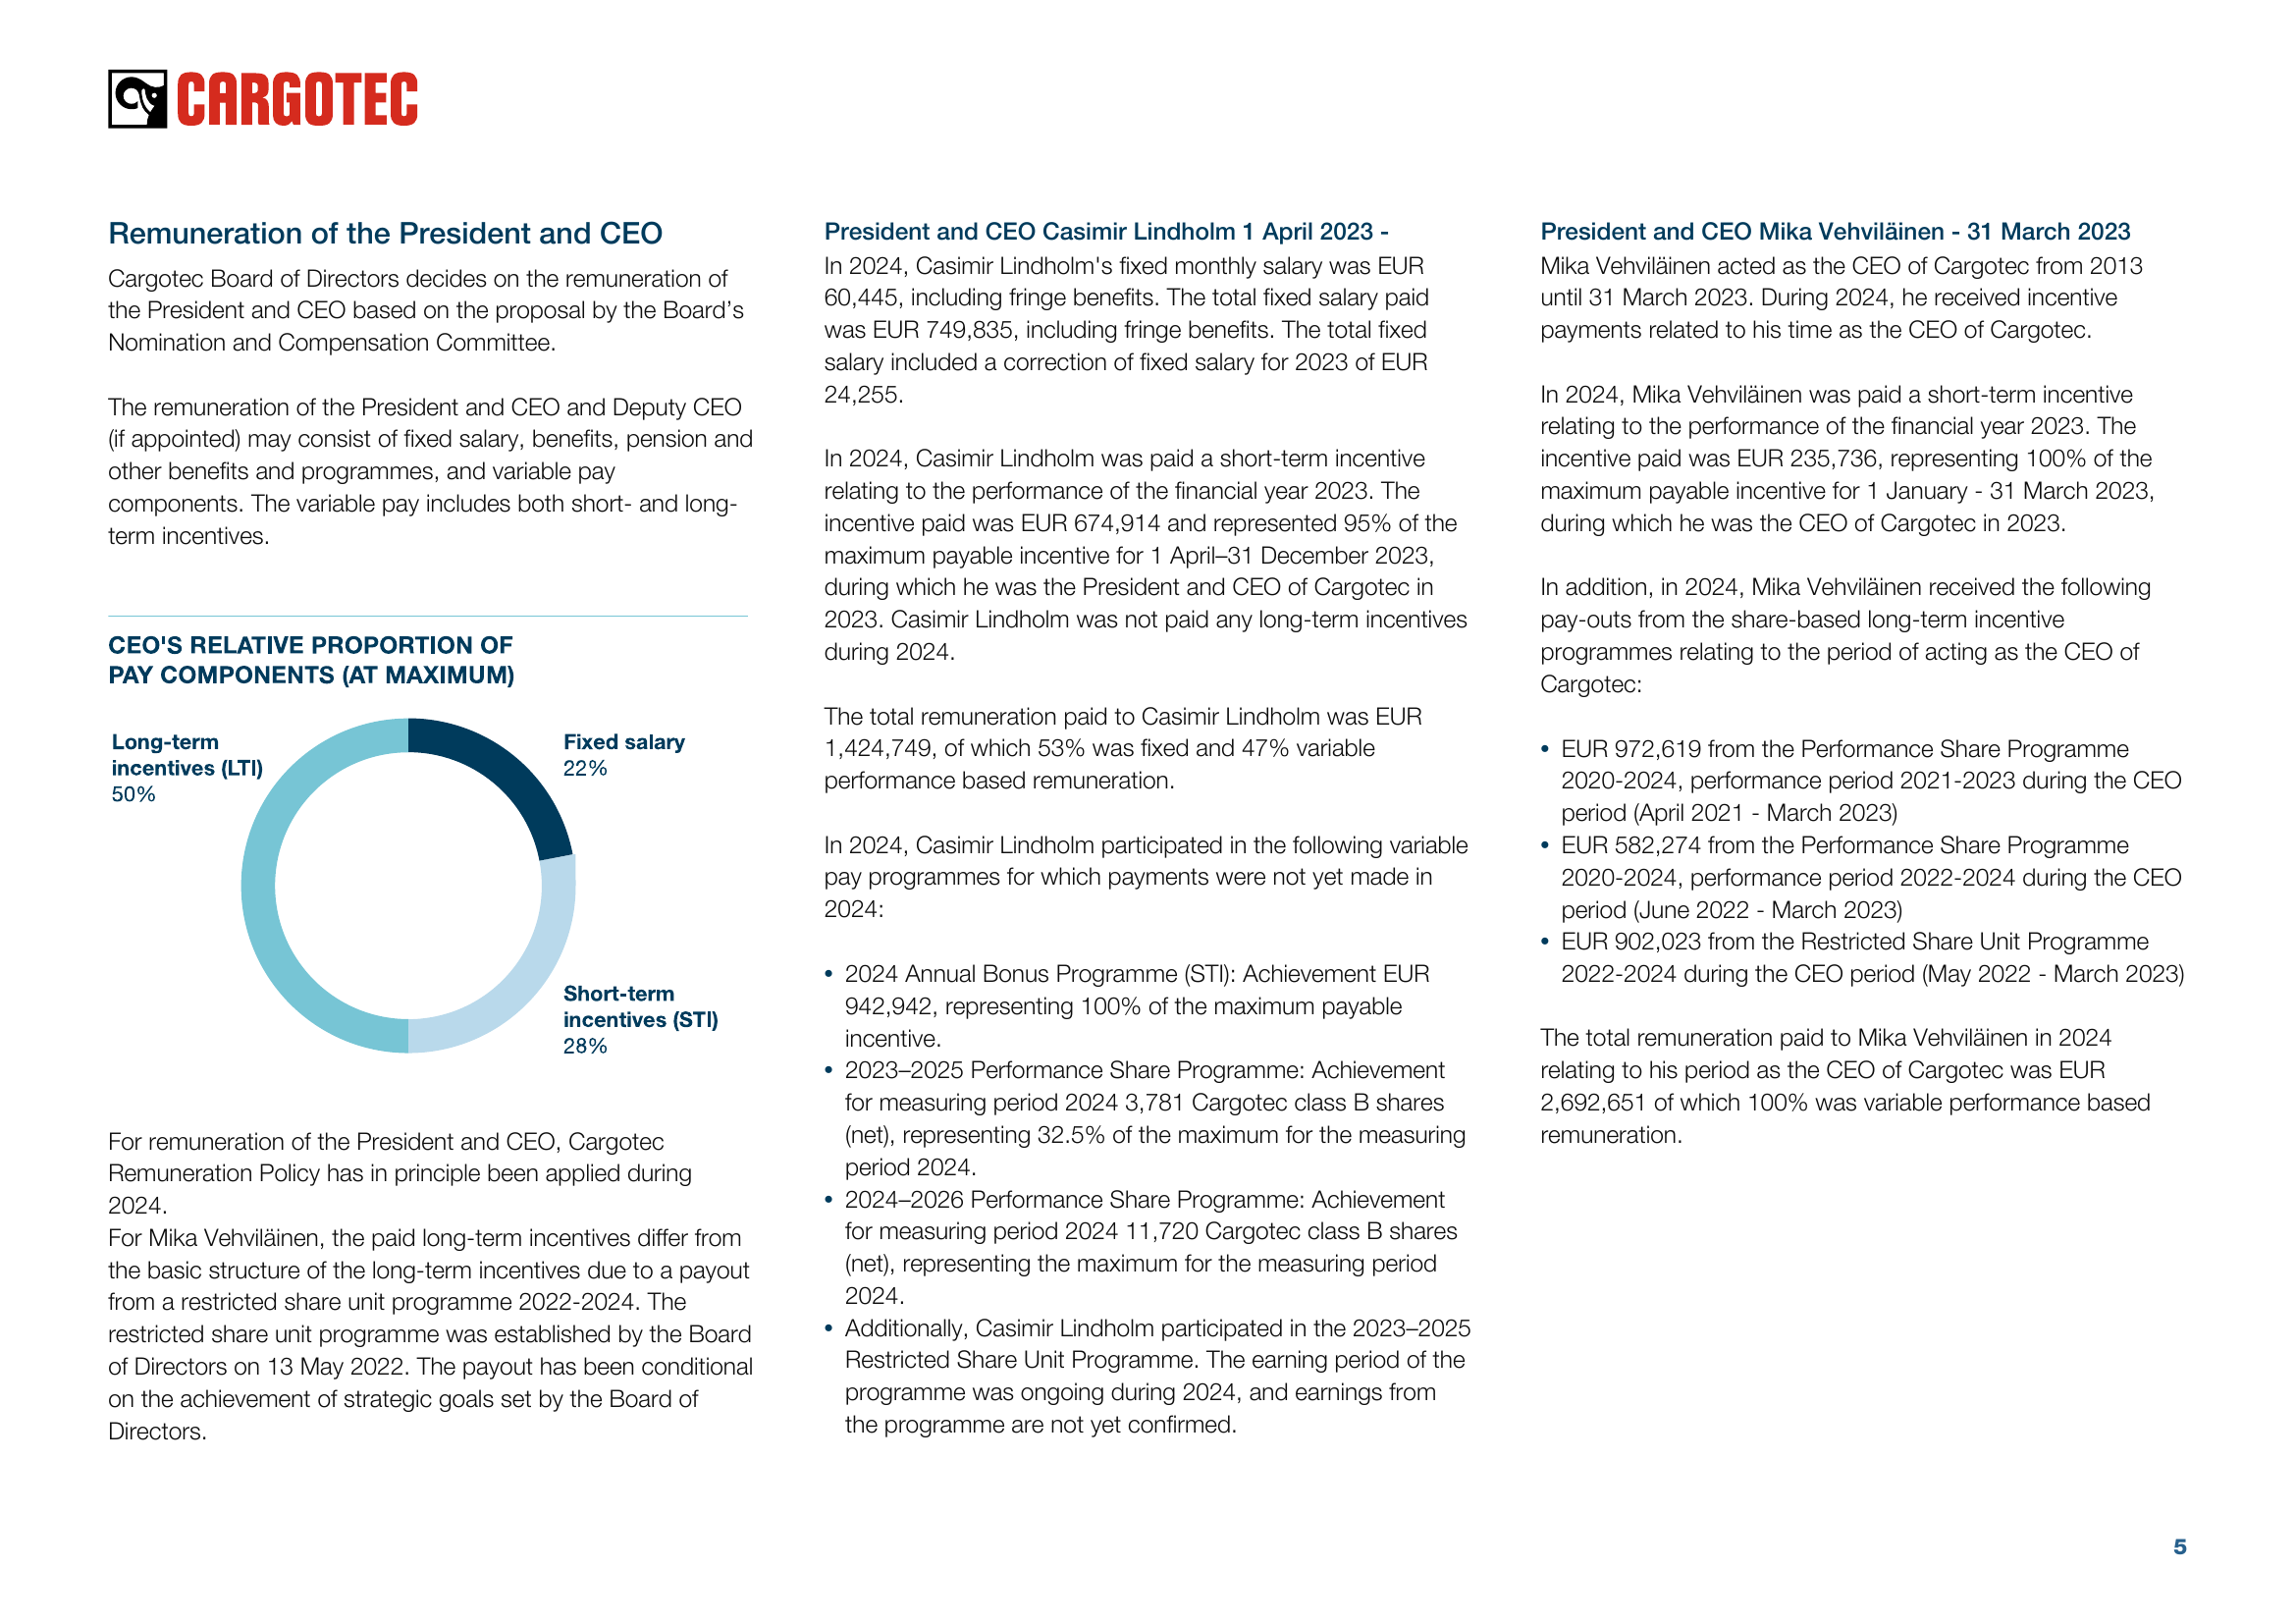 CARGOTEC
Remuneration of the President and CEO
Cargotec Board of Directors decides on the remuneration of
the President and CEO based on the proposal by the Board’s
Nomination and Compensation Committee.
The remuneration of the President and CEO and Deputy CEO
(if appointed) may consist of fixed salary, benefits, pension and
other benefits and programmes, and variable pay
components. The variable pay includes both short- and long-
term incentives.
CEO'S RELATIVE PROPORTION OF
PAY COMPONENTS (AT MAXIMUM)
Long-term
incentives (LTI)
50%
Fixed salary
22%
Short-term
incentives (STI)
28%
For remuneration of the President and CEO, Cargotec
Remuneration Policy has in principle been applied during
2024.
For Mika Vehviläinen, the paid long-term incentives differ from
the basic structure of the long-term incentives due to a payout
from a restricted share unit programme 2022-2024. The
restricted share unit programme was established by the Board
of Directors on 13 May 2022. The payout has been conditional
on the achievement of strategic goals set by the Board of
Directors.
President and CEO Casimir Lindholm 1 April 2023 -
In 2024, Casimir Lindholm's fixed monthly salary was EUR
60,445, including fringe benefits. The total fixed salary paid
was EUR 749,835, including fringe benefits. The total fixed
salary included a correction of fixed salary for 2023 of EUR
24,255.
In 2024, Casimir Lindholm was paid a short-term incentive
relating to the performance of the financial year 2023. The
incentive paid was EUR 674,914 and represented 95% of the
maximum payable incentive for 1 April–31 December 2023,
during which he was the President and CEO of Cargotec in
2023. Casimir Lindholm was not paid any long-term incentives
during 2024.
The total remuneration paid to Casimir Lindholm was EUR
1,424,749, of which 53% was fixed and 47% variable
performance based remuneration.
In 2024, Casimir Lindholm participated in the following variable
pay programmes for which payments were not yet made in
2024:
• 2024 Annual Bonus Programme (STI): Achievement EUR
942,942, representing 100% of the maximum payable
incentive.
• 2023–2025 Performance Share Programme: Achievement
for measuring period 2024 3,781 Cargotec class B shares
(net), representing 32.5% of the maximum for the measuring
period 2024.
• 2024–2026 Performance Share Programme: Achievement
for measuring period 2024 11,720 Cargotec class B shares
(net), representing the maximum for the measuring period
2024.
• Additionally, Casimir Lindholm participated in the 2023–2025
Restricted Share Unit Programme. The earning period of the
programme was ongoing during 2024, and earnings from
the programme are not yet confirmed.
President and CEO Mika Vehviläinen - 31 March 2023
Mika Vehviläinen acted as the CEO of Cargotec from 2013
until 31 March 2023. During 2024, he received incentive
payments related to his time as the CEO of Cargotec.
In 2024, Mika Vehviläinen was paid a short-term incentive
relating to the performance of the financial year 2023. The
incentive paid was EUR 235,736, representing 100% of the
maximum payable incentive for 1 January - 31 March 2023,
during which he was the CEO of Cargotec in 2023.
In addition, in 2024, Mika Vehviläinen received the following
pay-outs from the share-based long-term incentive
programmes relating to the period of acting as the CEO of
Cargotec:
• EUR 972,619 from the Performance Share Programme
2020-2024, performance period 2021-2023 during the CEO
period (April 2021 - March 2023)
• EUR 582,274 from the Performance Share Programme
2020-2024, performance period 2022-2024 during the CEO
period (June 2022 - March 2023)
• EUR 902,023 from the Restricted Share Unit Programme
2022-2024 during the CEO period (May 2022 - March 2023)
The total remuneration paid to Mika Vehviläinen in 2024
relating to his period as the CEO of Cargotec was EUR
2,692,651 of which 100% was variable performance based
remuneration.
5